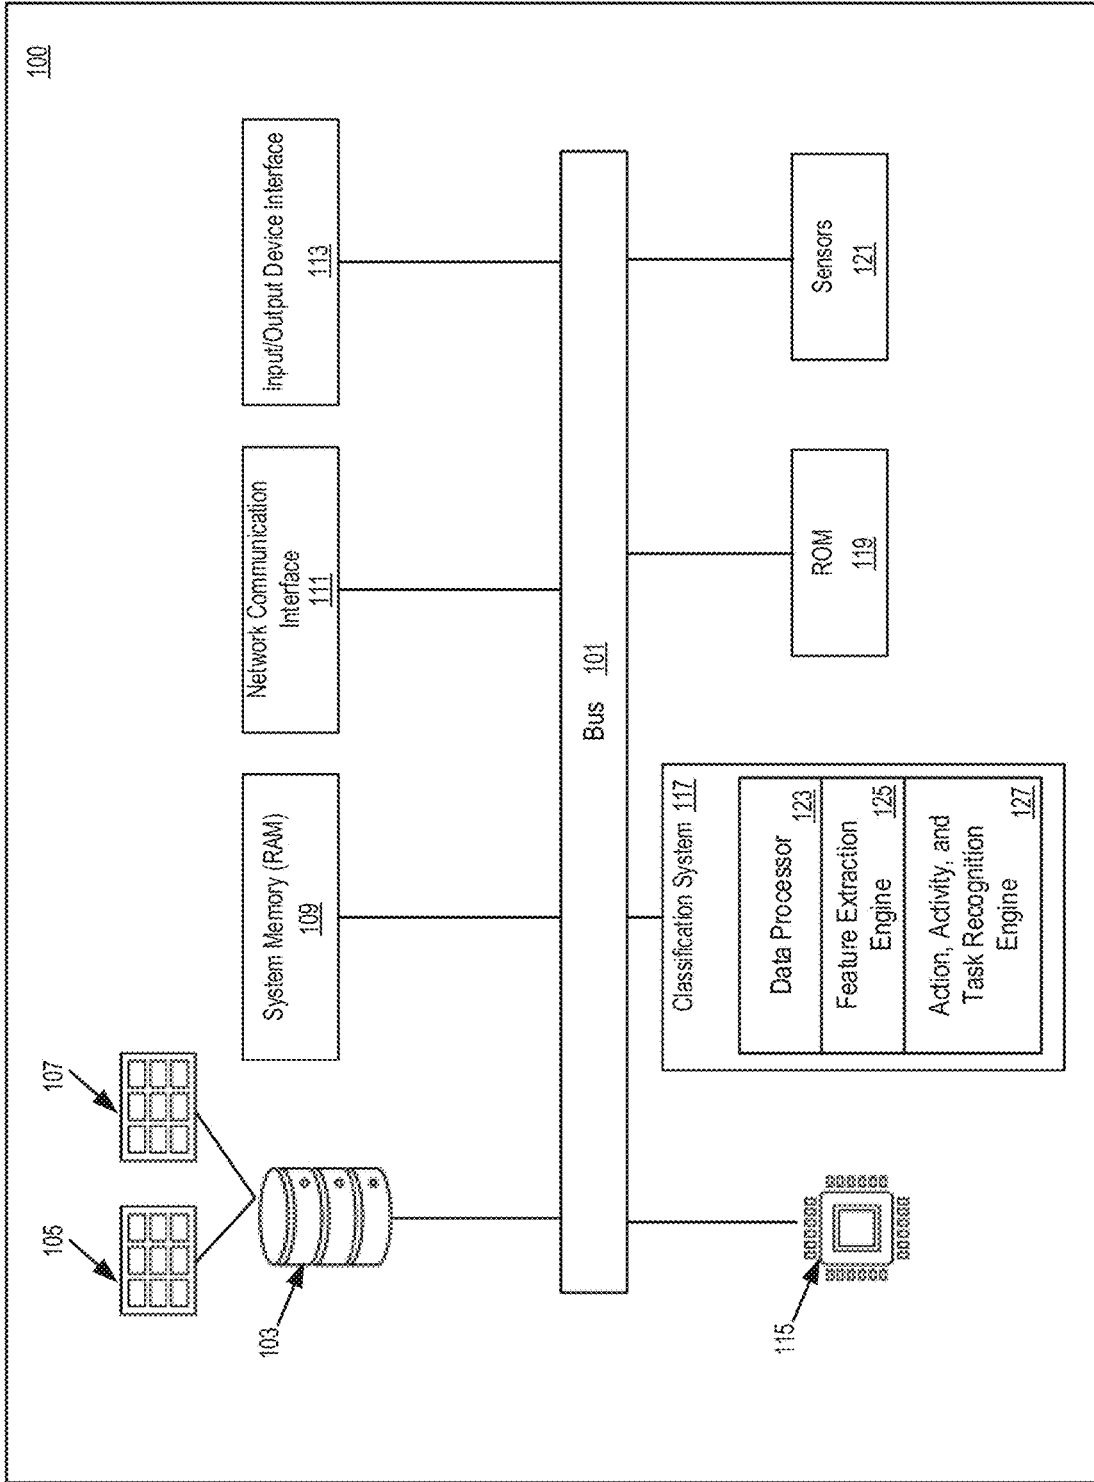 100
105
107
103
System Memory (RAM)
109
Network Communication
Interface
111
Input/Output Device Interface
113
Bus 101
115
Classification System 117
Data Processor
123
Feature Extraction
Engine
125
Action, Activity, and
Task Recognition
Engine
127
ROM
119
Sensors
121